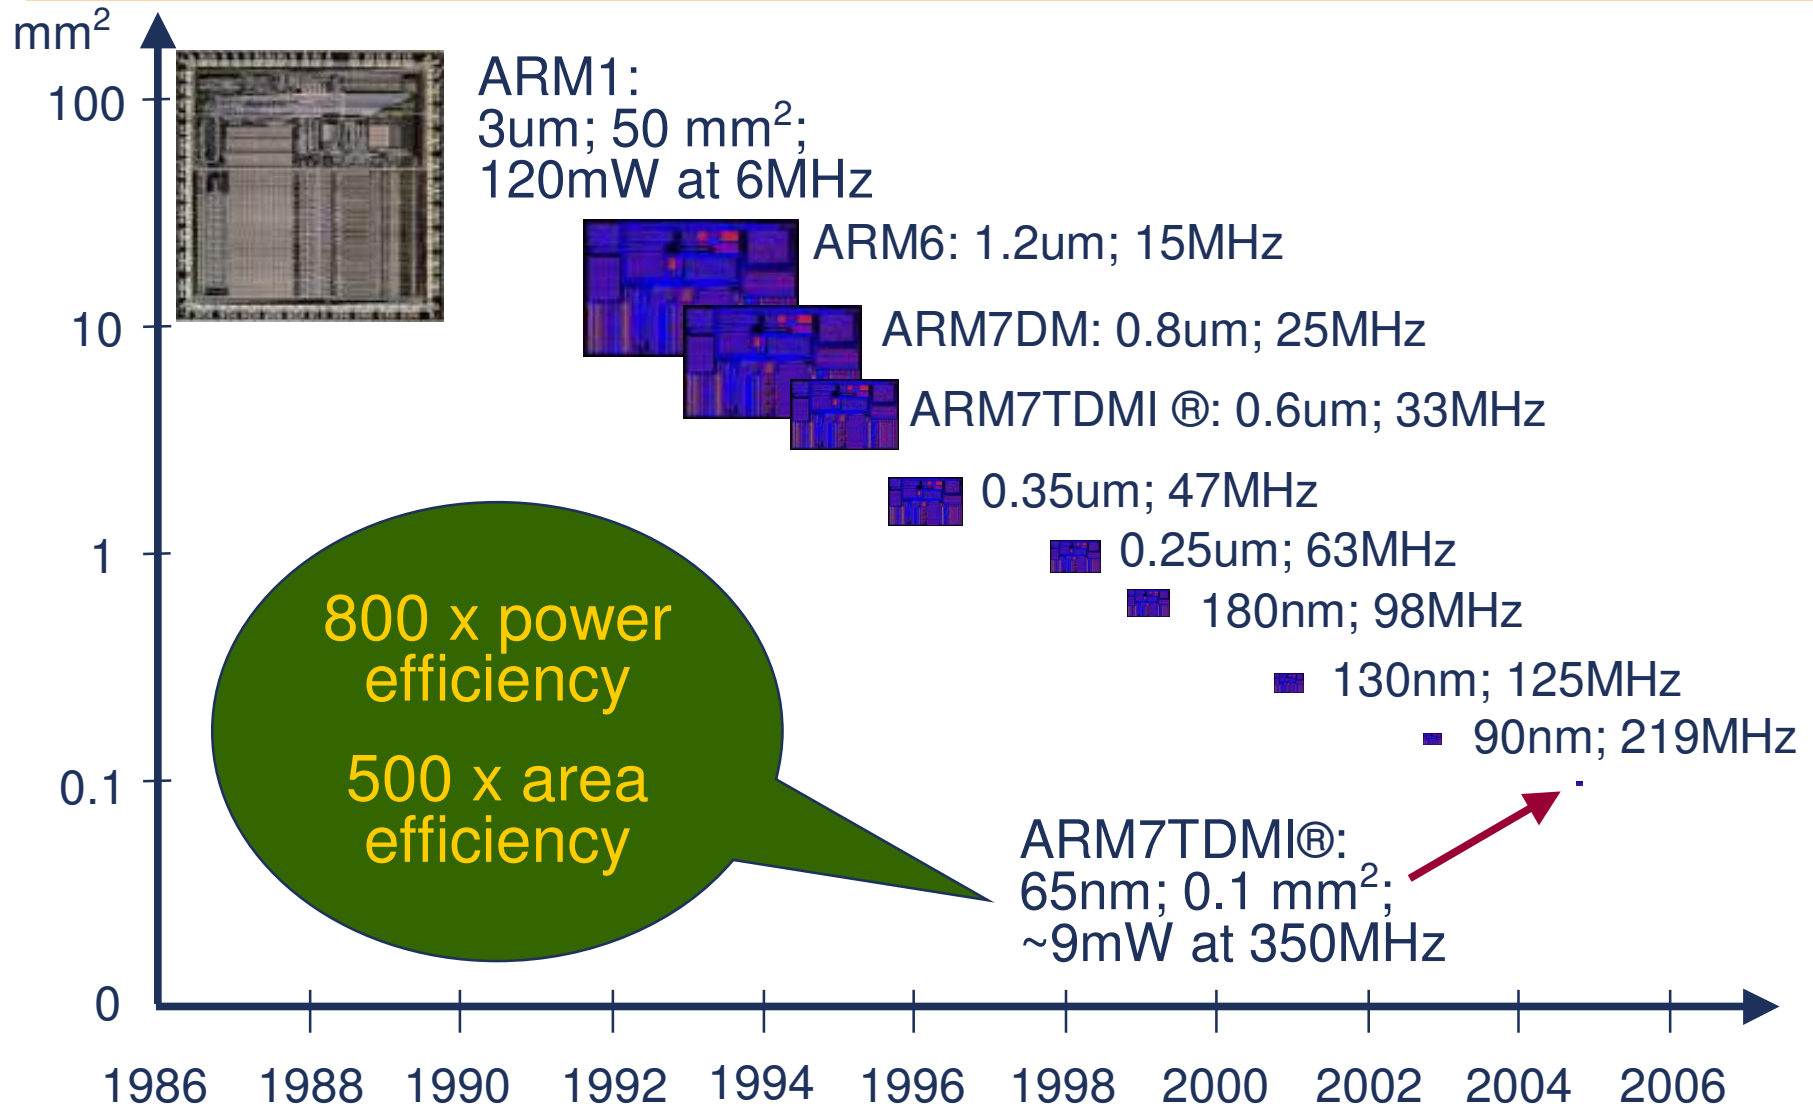 mm²
100
10
1
0.1
0
ARM1:
3um; 50 mm²;
120mW at 6MHz
ARM6: 1.2um; 15MHz
ARM7DM: 0.8um; 25MHz
ARM7TDMI ®: 0.6um; 33MHz
0.35um; 47MHz
0.25um; 63MHz
180nm; 98MHz
130nm; 125MHz
90nm; 219MHz
800 x power
efficiency
500 x area
efficiency
ARM7TDMI®:
65nm; 0.1 mm²;
~9mW at 350MHz
1986 1988 1990 1992 1994 1996 1998 2000 2002 2004 2006